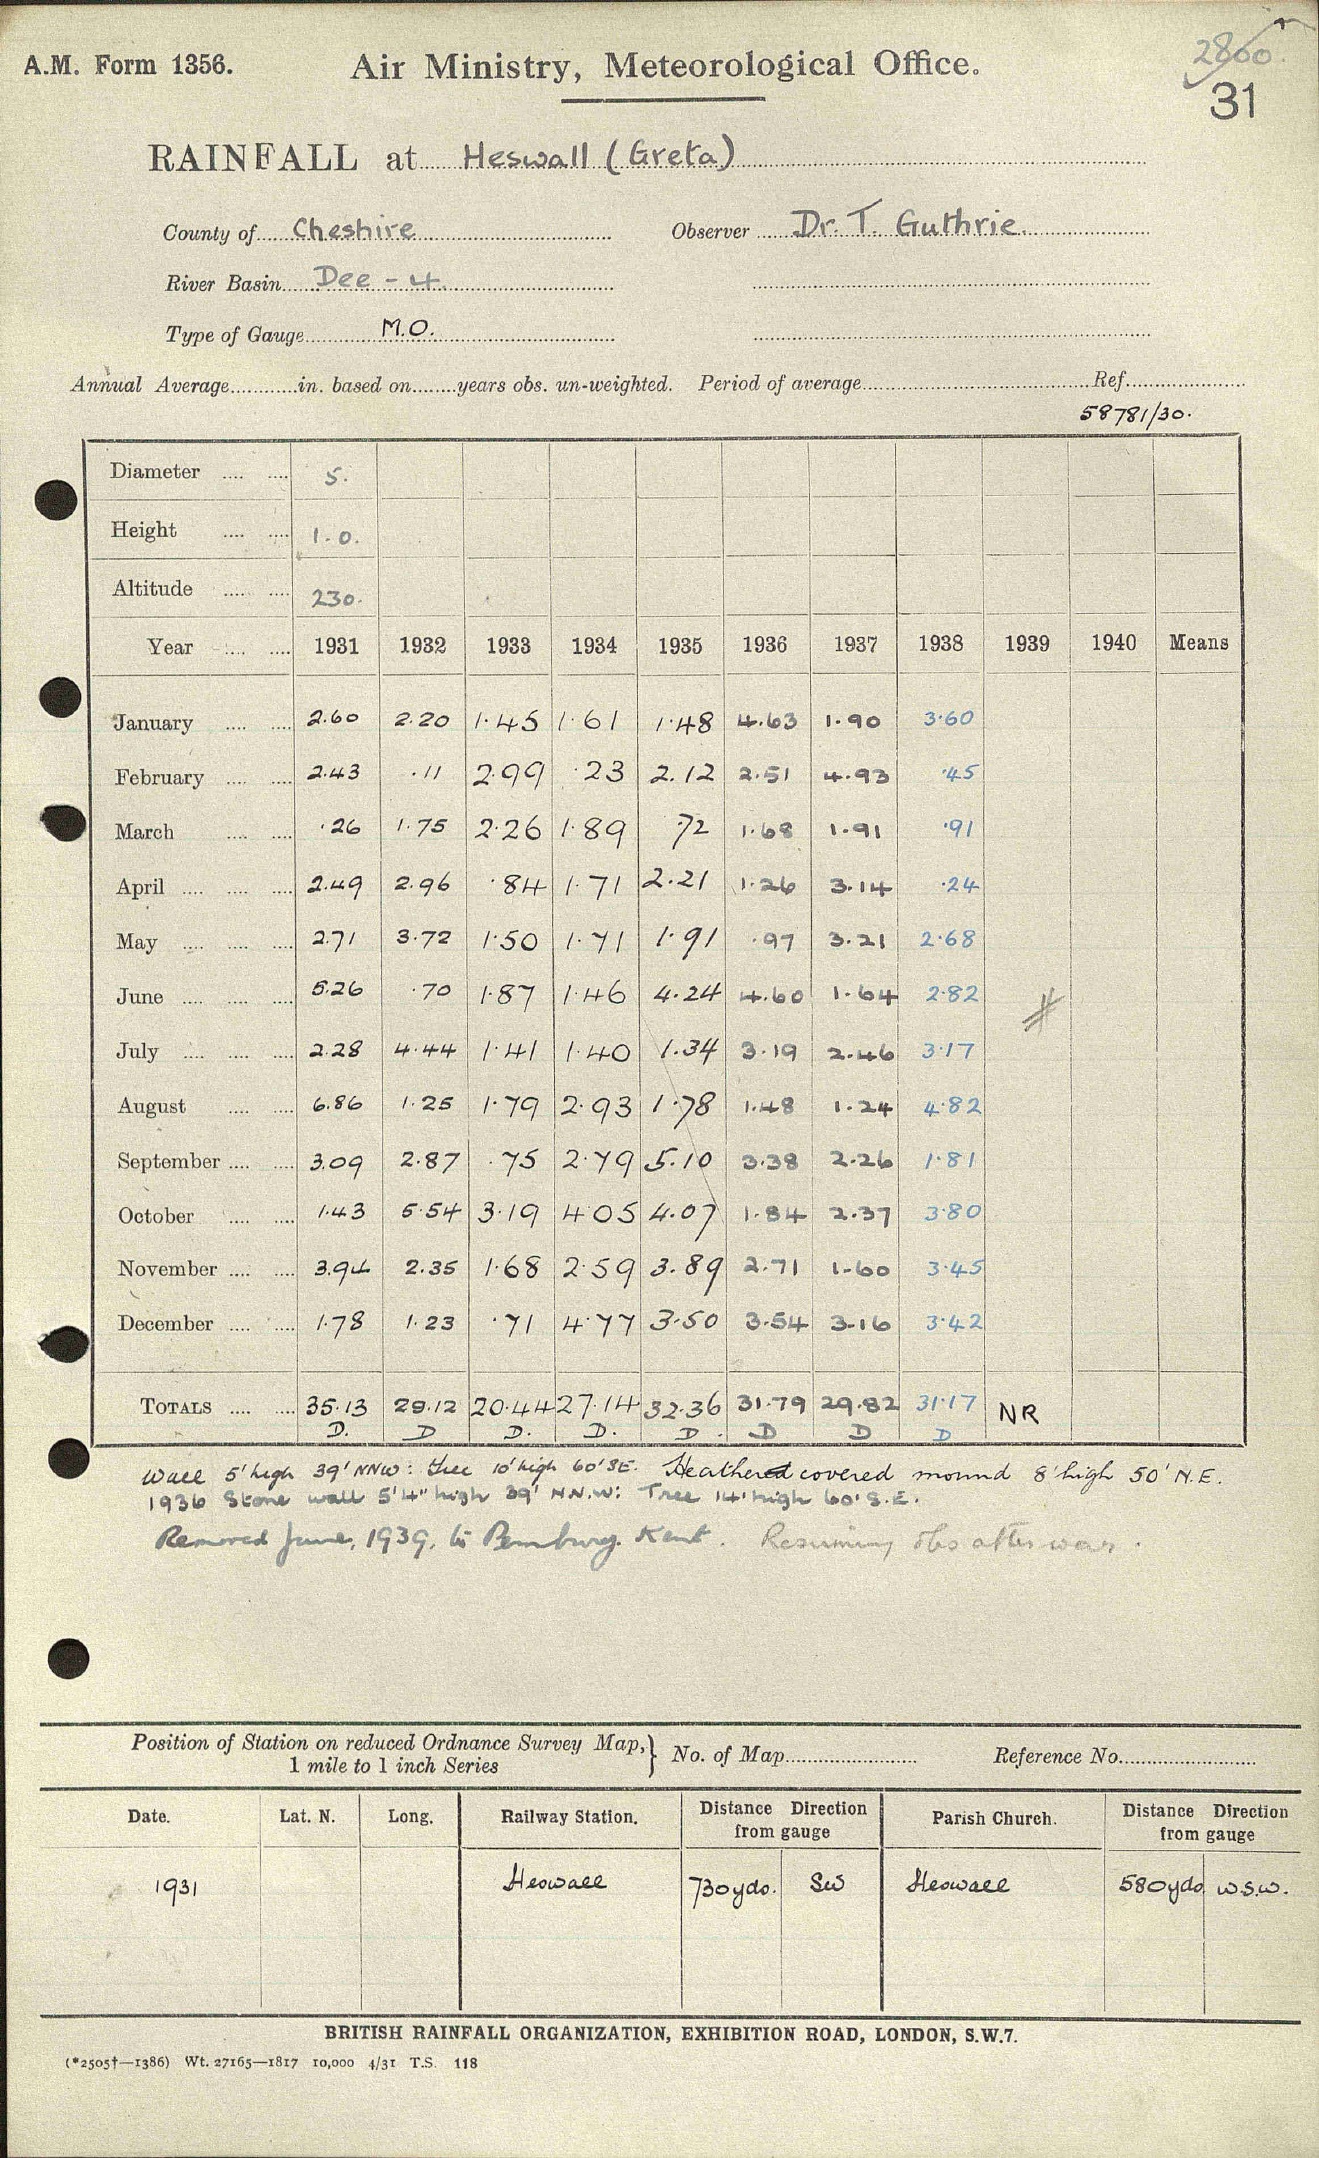 A.M. Form 1356.
Air Ministry, Meteorological Office.
2800
31
RAINFALL at Heswall (Greta)
County of Cheshire Observer Dr. T. Guthrie
River Basin Dee - 4
Type of Gauge M.O.
Annual Average in. based on years obs. un-weighted. Period of average Ref.
58781/30.
Diameter 5.
Height 1.0.
Altitude 230.
Year 1931 1932 1933 1934 1935 1936 1937 1938 1939 1940 Means
January 2.60 2.20 1.45 1.61 1.48 4.63 1.90 3.60
February 2.43 .11 2.99 .23 2.12 2.51 4.93 .45
March .26 1.75 2.26 1.89 .72 1.68 1.91 .91
April 2.49 2.96 .84 1.71 2.21 1.26 3.14 .24
May 2.71 3.72 1.50 1.71 1.91 .97 3.21 2.68
June 5.26 .70 1.87 1.46 4.24 4.60 1.64 2.82
July 2.28 4.44 1.41 1.40 1.34 3.19 2.46 3.17
August 6.86 1.25 1.79 2.93 1.78 1.48 1.24 4.82
September 3.09 2.87 .75 2.79 5.10 3.38 2.26 1.81
October 1.43 5.54 3.19 4.05 4.07 1.84 2.37 3.80
November 3.94 2.35 1.68 2.59 3.89 2.71 1.60 3.45
December 1.78 1.23 .71 4.77 3.50 3.54 3.16 3.42
TOTALS 35.13 29.12 20.44 27.14 32.36 31.79 29.82 31.17 NR
D. D D. D. D. D D D
Wall 5' high 39' NNW: tree 10' high 60' SE. Heather covered mound 8' high 50' N.E.
1936 Stone wall 5'4" high 39' N.N.W: Tree 14' high 60' S.E.
Removed June, 1939, to Pembury. Kent. Resuming obs after war.
Position of Station on reduced Ordnance Survey Map,
1 mile to 1 inch Series } No. of Map Reference No.
Date. Lat. N. Long. Railway Station. Distance Direction from gauge Parish Church. Distance Direction from gauge
1931 Heswall 730 yds. SW Heswall 580 yds W.S.W.
BRITISH RAINFALL ORGANIZATION, EXHIBITION ROAD, LONDON, S.W.7.
(*2505†—1386) Wt. 27165—1817 10,000 4/31 T.S. 118